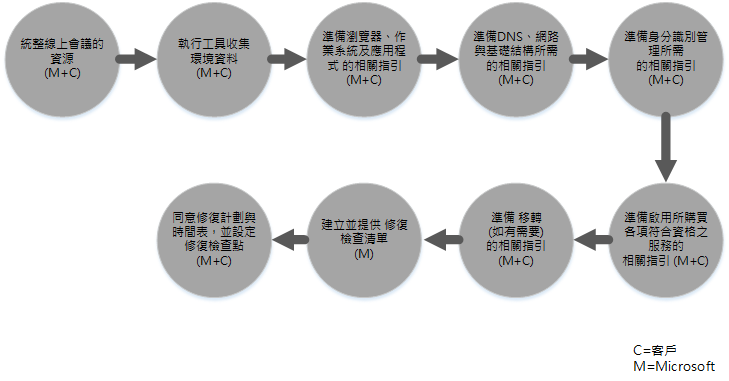 統整線上會議的
資源
(M+C)
執行工具收集
環境資料
(M+C)
準備瀏覽器、作
業系統及應用程
式 的相關指引
(M+C)
準備DNS、網路
與基礎結構所需
的相關指引
(M+C)
準備身分識別管
理所需
的相關指引
(M+C)
準備啟用所購買
各項符合資格之
服務的
相關指引 (M+C)
準備 移轉
(如有需要)
的相關指引
(M+C)
建立並提供 修復
檢查清單
(M)
同意修復計劃與
時間表，並設定
修復檢查點
(M+C)
C=客戶
M=Microsoft